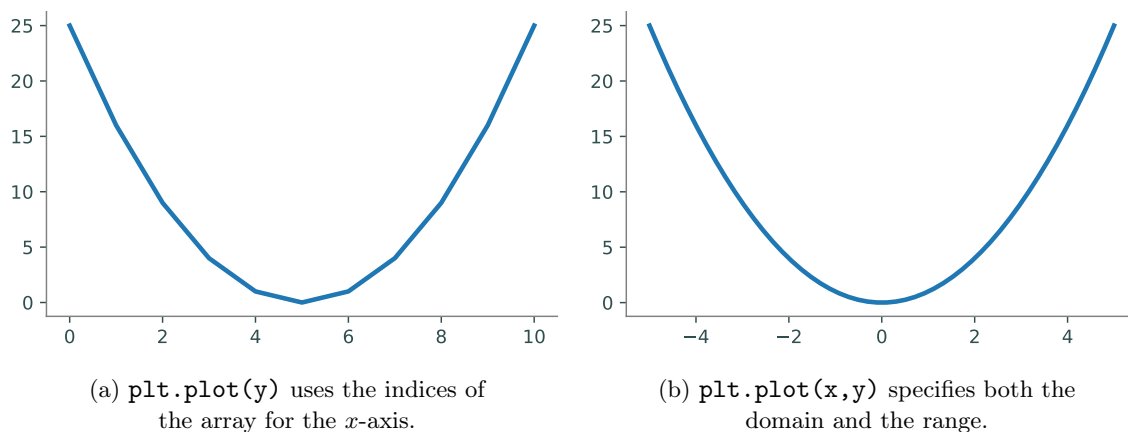 25
20
15
10
5
0
0 2 4 6 8 10
(a) plt.plot(y) uses the indices of
the array for the x-axis.
25
20
15
10
5
0
−4 −2 0 2 4
(b) plt.plot(x,y) specifies both the
domain and the range.